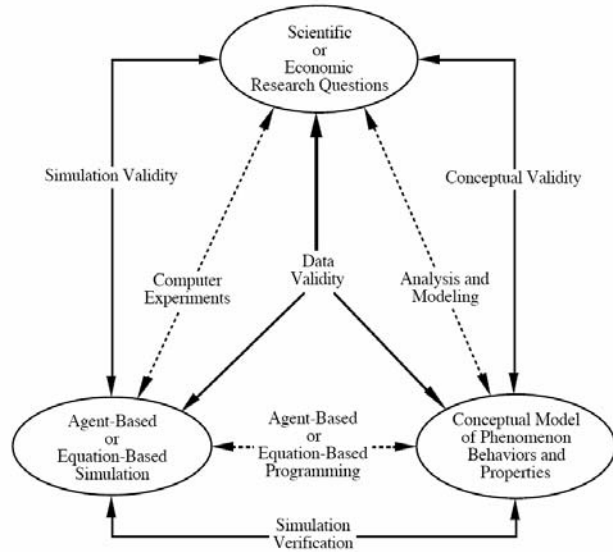 Scientific
or
Economic
Research Questions
Simulation Validity
Conceptual Validity
Data
Validity
Computer
Experiments
Analysis and
Modeling
Agent-Based
or
Equation-Based
Simulation
Agent-Based
or
Equation-Based
Programming
Conceptual Model
of Phenomenon
Behaviors and
Properties
Simulation
Verification